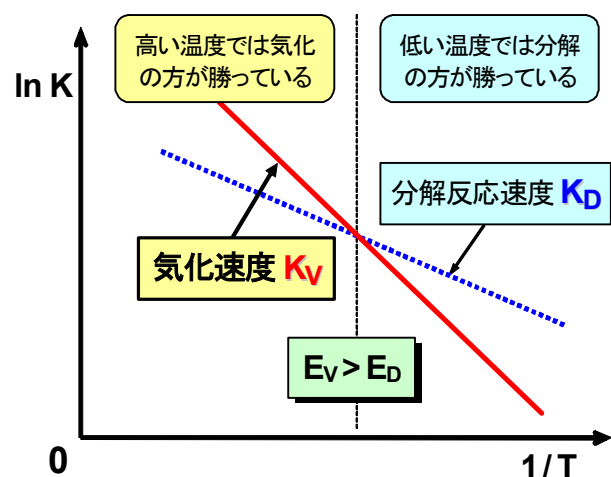 高い温度では気化
の方が勝っている
低い温度では分解
の方が勝っている
ln K
分解反応速度 KD
気化速度 KV
EV > ED
0
1 / T